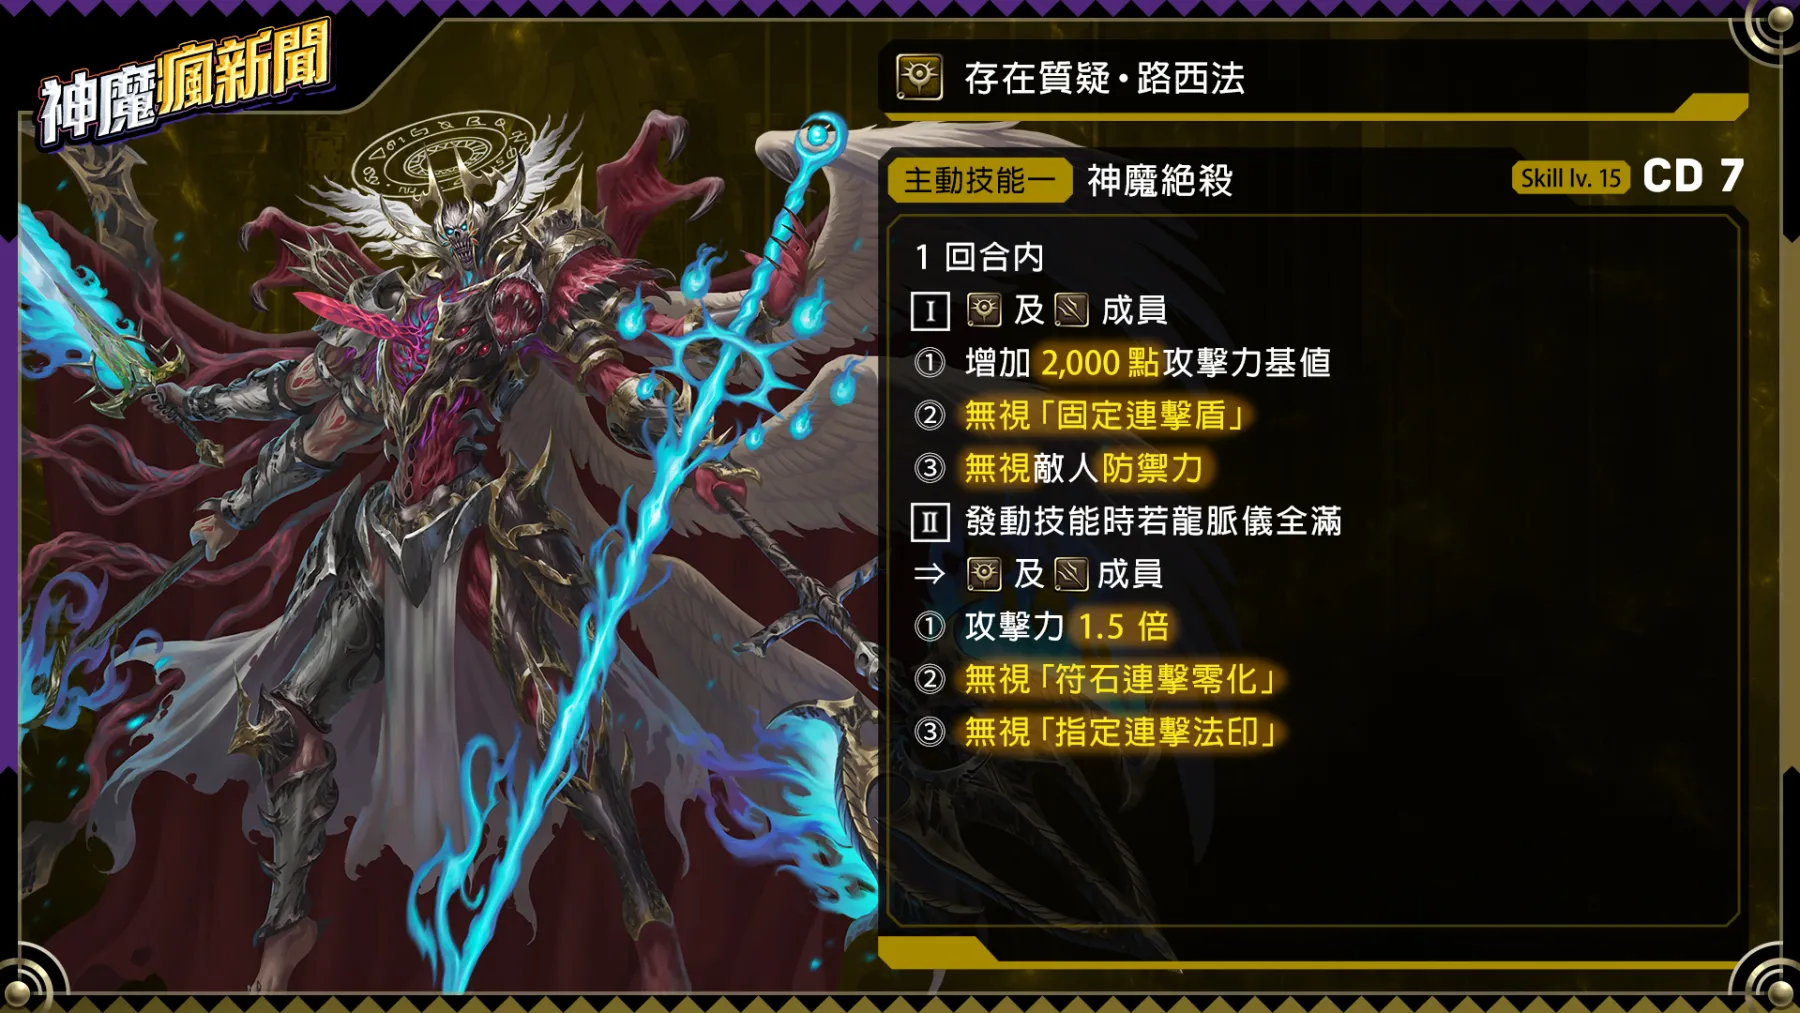 神魔瘋新聞
存在質疑•路西法
主動技能一 神魔絕殺 Skill lv. 15 CD 7
1 回合內
I 及 成員
① 增加 2,000 點攻擊力基值
② 無視「固定連擊盾」
③ 無視敵人防禦力
II 發動技能時若龍脈儀全滿
⇒ 及 成員
① 攻擊力 1.5 倍
② 無視「符石連擊零化」
③ 無視「指定連擊法印」